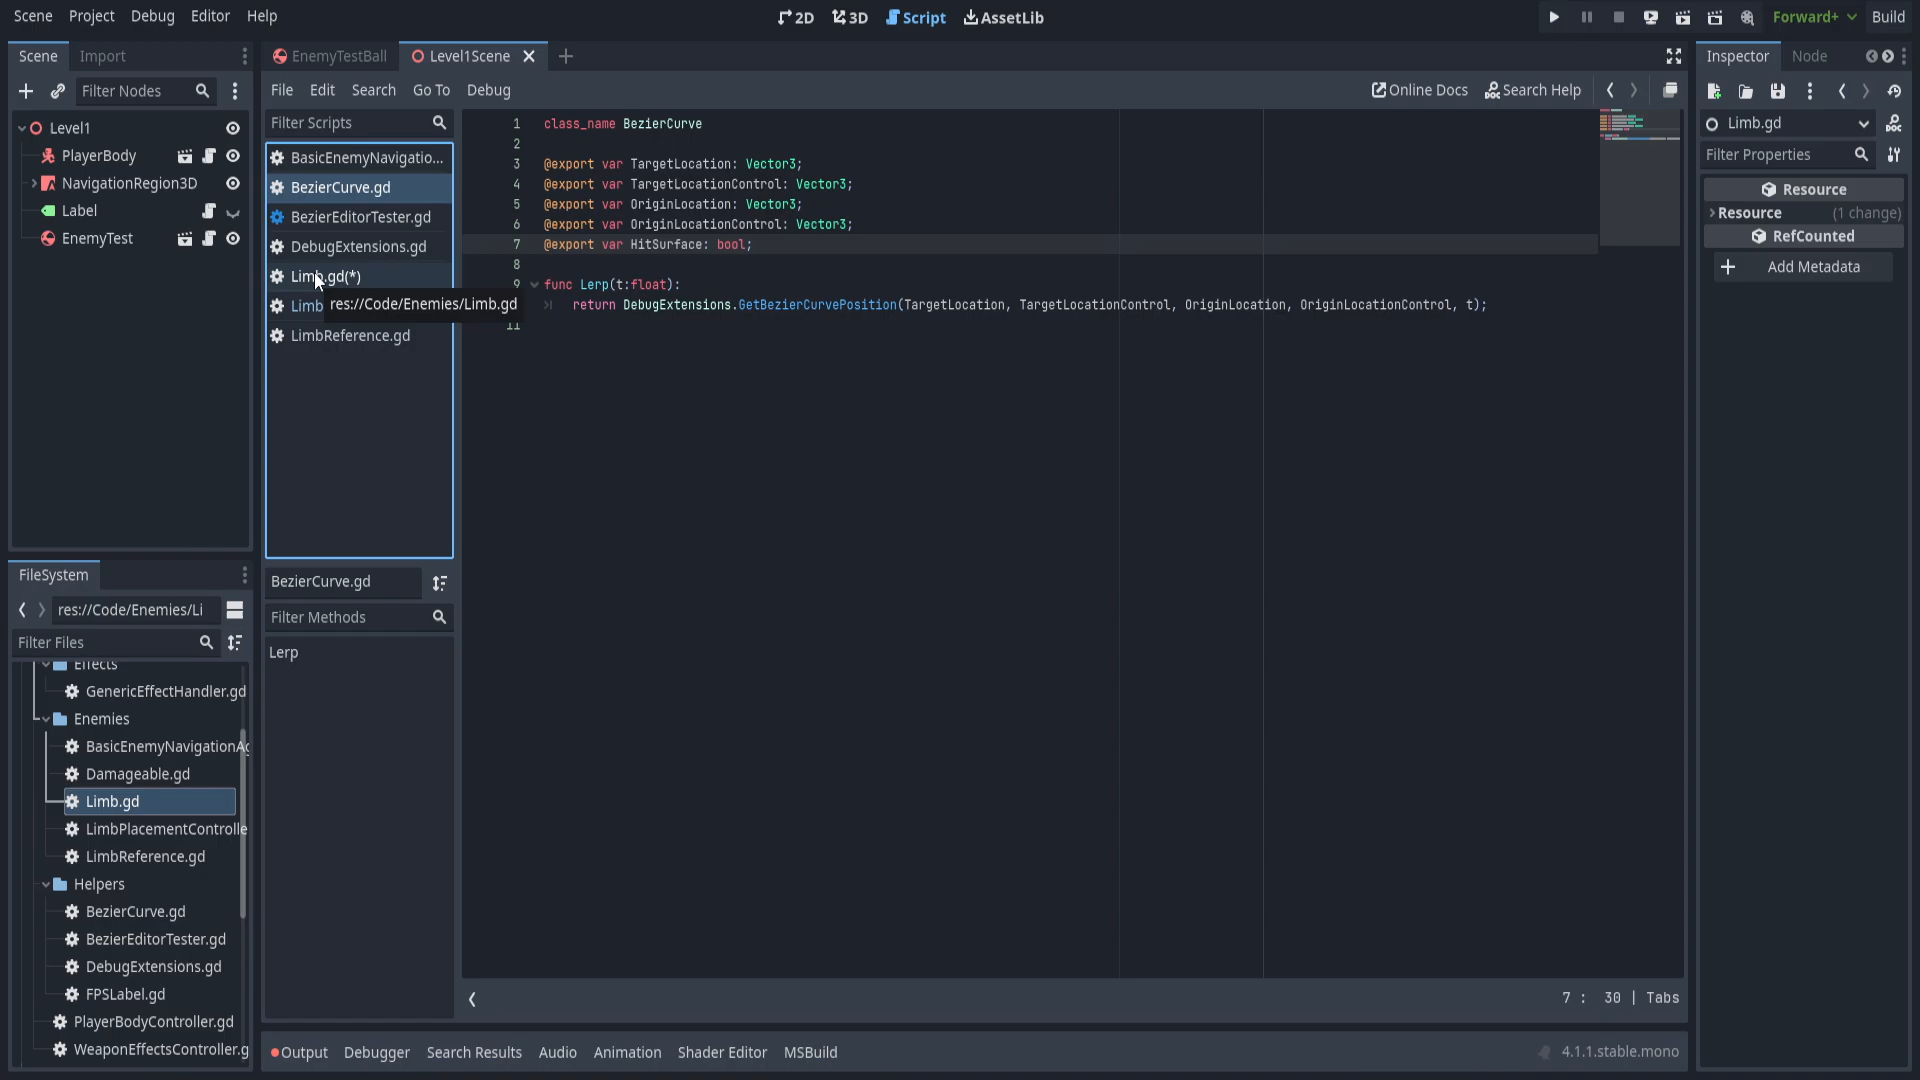 Scene Project Debug Editor Help
2D 3D Script AssetLib
Forward+ Build
Scene Import
Filter Nodes
Level1
PlayerBody
NavigationRegion3D
Label
EnemyTest
FileSystem
res://Code/Enemies/Li
Filter Files
Effects
GenericEffectHandler.gd
Enemies
BasicEnemyNavigationAg
Damageable.gd
Limb.gd
LimbPlacementControlle
LimbReference.gd
Helpers
BezierCurve.gd
BezierEditorTester.gd
DebugExtensions.gd
FPSLabel.gd
PlayerBodyController.gd
WeaponEffectsController.g
EnemyTestBall Level1Scene
File Edit Search Go To Debug
Online Docs Search Help
Filter Scripts
BasicEnemyNavigatio...
BezierCurve.gd
BezierEditorTester.gd
DebugExtensions.gd
Limb.gd(*)
Limb
res://Code/Enemies/Limb.gd
LimbReference.gd
BezierCurve.gd
Filter Methods
Lerp
1 class_name BezierCurve
2
3 @export var TargetLocation: Vector3;
4 @export var TargetLocationControl: Vector3;
5 @export var OriginLocation: Vector3;
6 @export var OriginLocationControl: Vector3;
7 @export var HitSurface: bool;
8
9 func Lerp(t:float):
return DebugExtensions.GetBezierCurvePosition(TargetLocation, TargetLocationControl, OriginLocation, OriginLocationControl, t);
11
7 : 30 | Tabs
Output Debugger Search Results Audio Animation Shader Editor MSBuild
4.1.1.stable.mono
Inspector Node
Limb.gd
Filter Properties
Resource
Resource (1 change)
RefCounted
Add Metadata